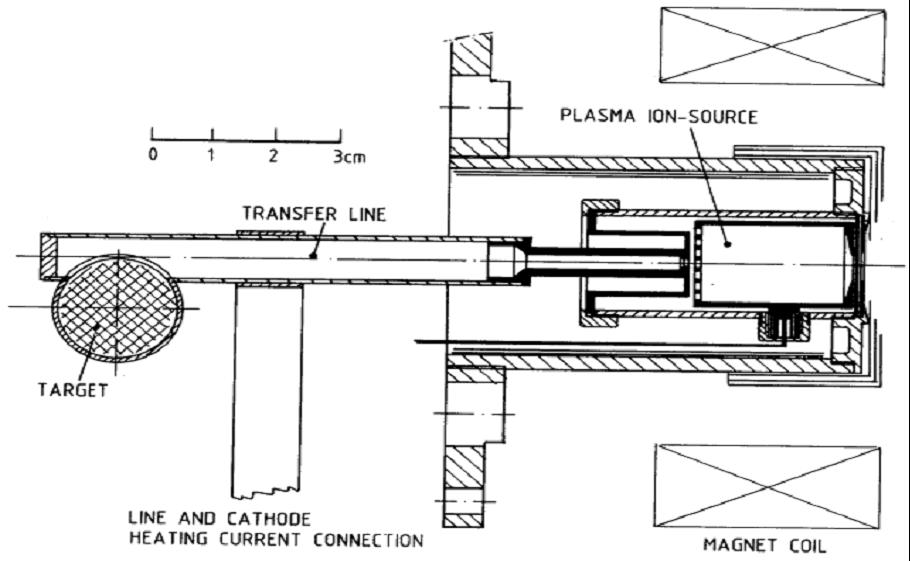 PLASMA ION-SOURCE
0 1 2 3cm
TRANSFER LINE
TARGET
LINE AND CATHODE
HEATING CURRENT CONNECTION
MAGNET COIL